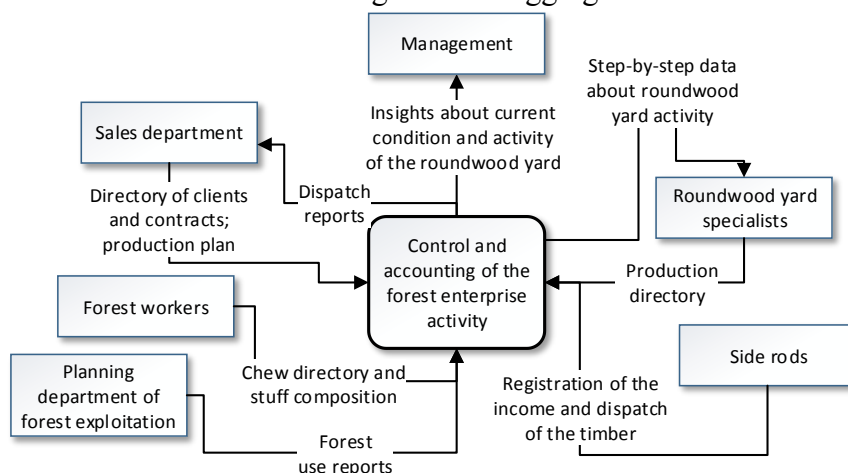 Management
Step-by-step data
about roundwood
yard activity
Insights about current
condition and activity
of the roundwood yard
Sales department
Directory of clients
and contracts;
production plan
Dispatch
reports
Roundwood yard
specialists
Control and
accounting of the
forest enterprise
activity
Production
directory
Forest workers
Side rods
Planning
department of
forest exploitation
Chew directory and
stuff composition
Registration of the
income and dispatch
of the timber
Forest
use reports